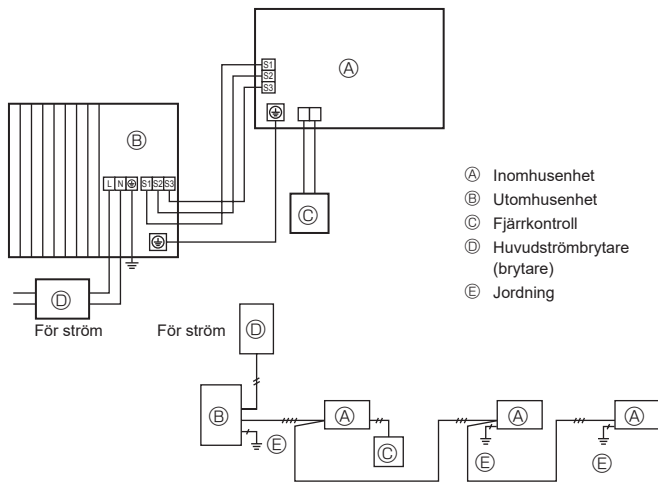 Ⓐ
S1
S2
S3
Ⓑ
L N S1 S2 S3
Ⓒ
Ⓓ
För ström
Ⓐ Inomhusenhet
Ⓑ Utomhusenhet
Ⓒ Fjärrkontroll
Ⓓ Huvudströmbrytare
(brytare)
Ⓔ Jordning
För ström
Ⓓ
Ⓑ Ⓐ Ⓐ Ⓐ
Ⓔ Ⓒ Ⓔ Ⓔ